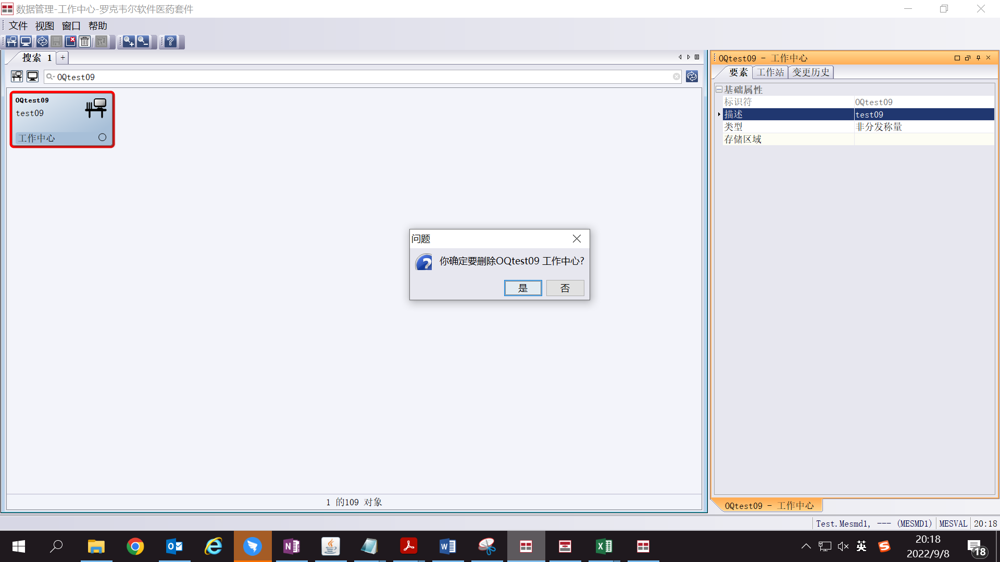 数据管理-工作中心-罗克韦尔软件医药套件
文件 视图 窗口 帮助
搜索 1 +
OQtest09
OQtest09
test09
工作中心
1 的109 对象
问题
你确定要删除OQtest09 工作中心?
是 否
OQtest09 - 工作中心
要素 工作站 变更历史
基础属性
标识符 OQtest09
描述 test09
类型 非分发称量
存储区域
OQtest09 - 工作中心
Test.Mesmd1, --- (MESMD1) MESVAL 20:18
英
20:18
2022/9/8
18